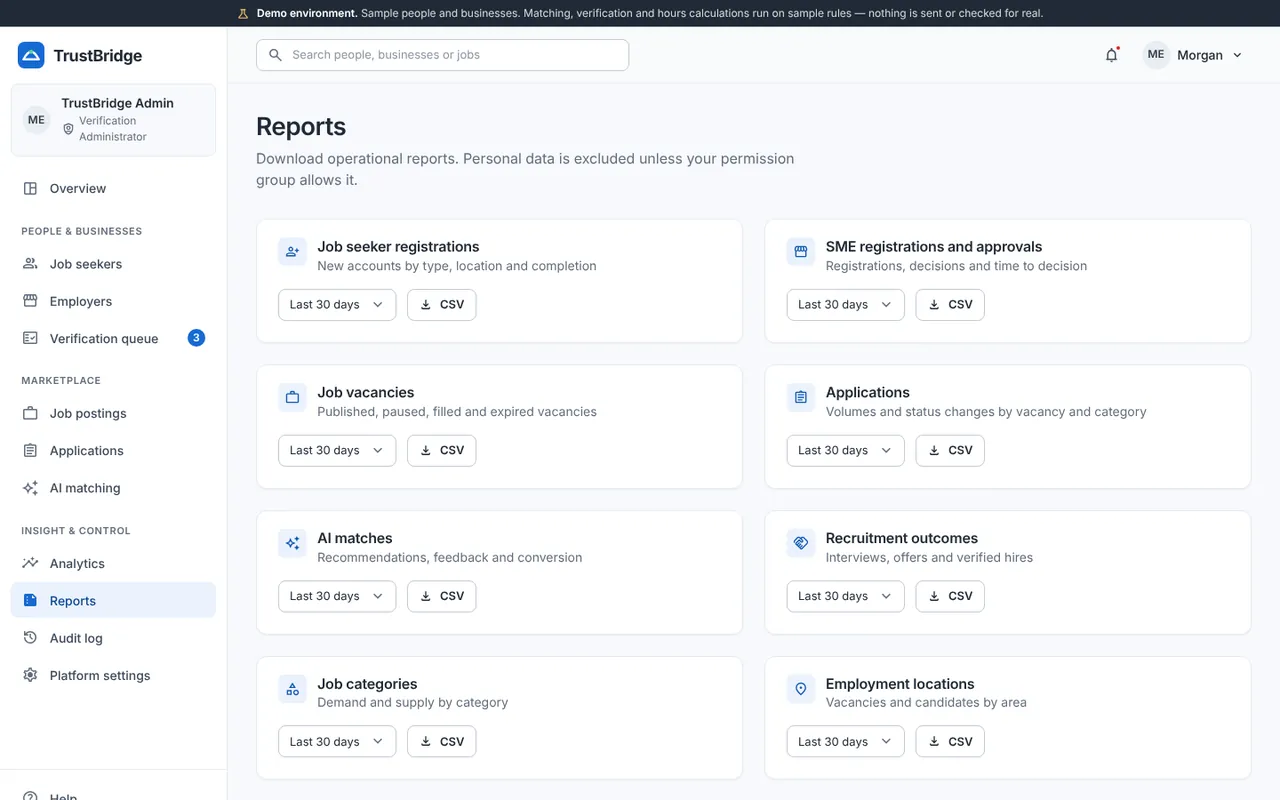 Demo environment. Sample people and businesses. Matching, verification and hours calculations run on sample rules — nothing is sent or checked for real.
TrustBridge
Search people, businesses or jobs
ME
Morgan
ME
TrustBridge Admin
Verification
Administrator
Overview
PEOPLE & BUSINESSES
Job seekers
Employers
Verification queue
3
MARKETPLACE
Job postings
Applications
AI matching
INSIGHT & CONTROL
Analytics
Reports
Audit log
Platform settings
Help
Reports
Download operational reports. Personal data is excluded unless your permission
group allows it.
Job seeker registrations
New accounts by type, location and completion
Last 30 days
CSV
SME registrations and approvals
Registrations, decisions and time to decision
Last 30 days
CSV
Job vacancies
Published, paused, filled and expired vacancies
Last 30 days
CSV
Applications
Volumes and status changes by vacancy and category
Last 30 days
CSV
AI matches
Recommendations, feedback and conversion
Last 30 days
CSV
Recruitment outcomes
Interviews, offers and verified hires
Last 30 days
CSV
Job categories
Demand and supply by category
Last 30 days
CSV
Employment locations
Vacancies and candidates by area
Last 30 days
CSV